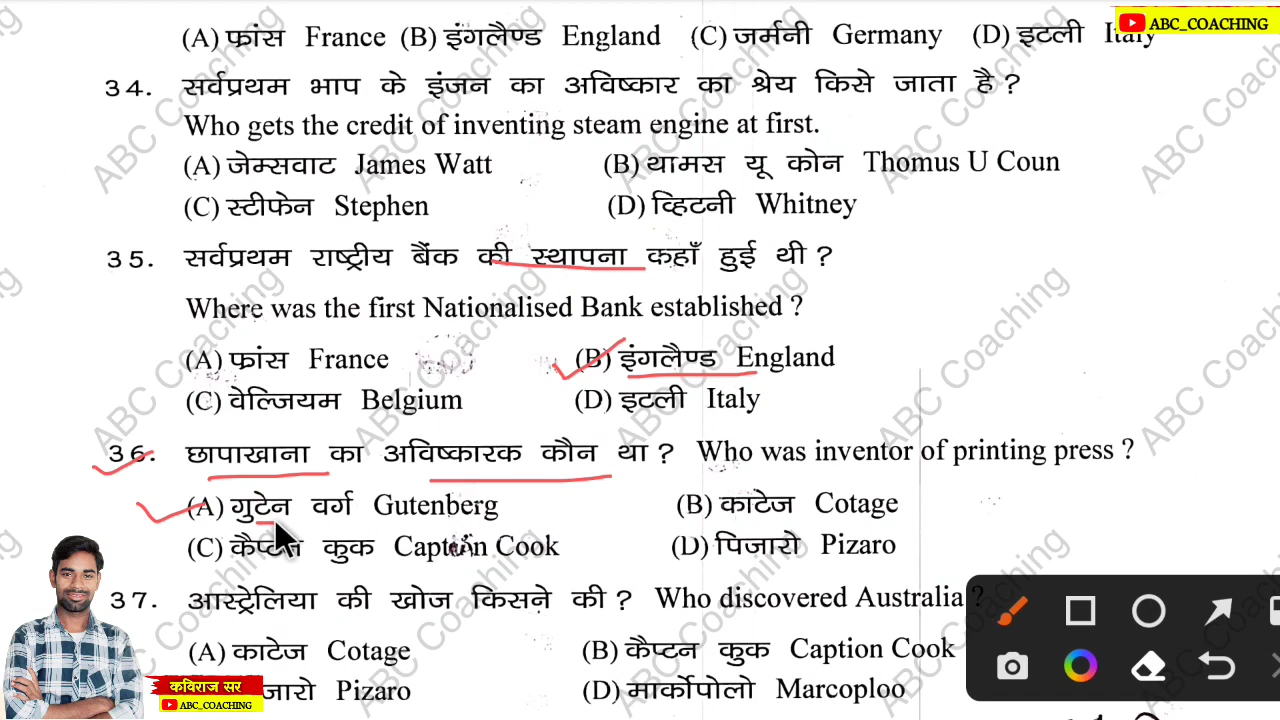 ABC_COACHING
(A) फ्रांस France (B) इंगलैण्ड England (C) जर्मनी Germany (D) इटली Italy
34. सर्वप्रथम भाप के इंजन का अविष्कार का श्रेय किसे जाता है ?
Who gets the credit of inventing steam engine at first.
(A) जेम्सवाट James Watt (B) थामस यू कोन Thomus U Coun
(C) स्टीफेन Stephen (D) व्हिटनी Whitney
35. सर्वप्रथम राष्ट्रीय बैंक की स्थापना कहाँ हुई थी ?
Where was the first Nationalised Bank established ?
(A) फ्रांस France (B) इंगलैण्ड England
(C) वेल्जियम Belgium (D) इटली Italy
36. छापाखाना का अविष्कारक कौन था ? Who was inventor of printing press ?
(A) गुटेन वर्ग Gutenberg (B) काटेज Cotage
(C) कैप्टन कुक Captain Cook (D) पिजारो Pizaro
37. आस्ट्रेलिया की खोज किसने की ? Who discovered Australia ?
(A) काटेज Cotage (B) कैप्टन कुक Caption Cook
जारो Pizaro (D) मार्कोपोलो Marcoploo
कविराज सर
ABC_COACHING
ABC Coaching